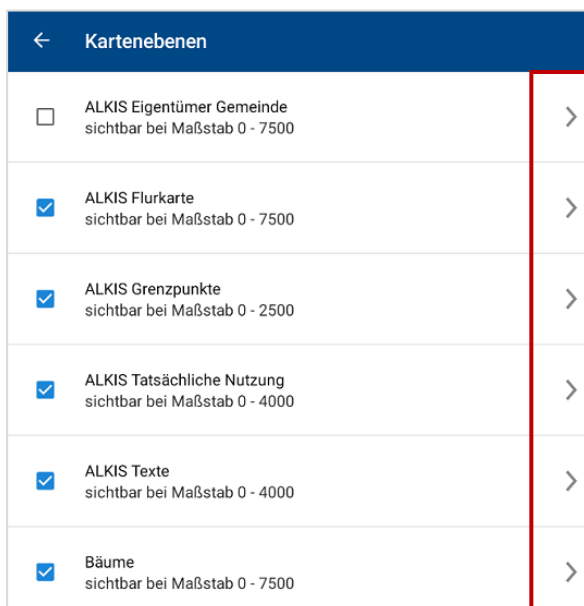 Kartenebenen
ALKIS Eigentümer Gemeinde
sichtbar bei Maßstab 0 - 7500
ALKIS Flurkarte
sichtbar bei Maßstab 0 - 7500
ALKIS Grenzpunkte
sichtbar bei Maßstab 0 - 2500
ALKIS Tatsächliche Nutzung
sichtbar bei Maßstab 0 - 4000
ALKIS Texte
sichtbar bei Maßstab 0 - 4000
Bäume
sichtbar bei Maßstab 0 - 7500